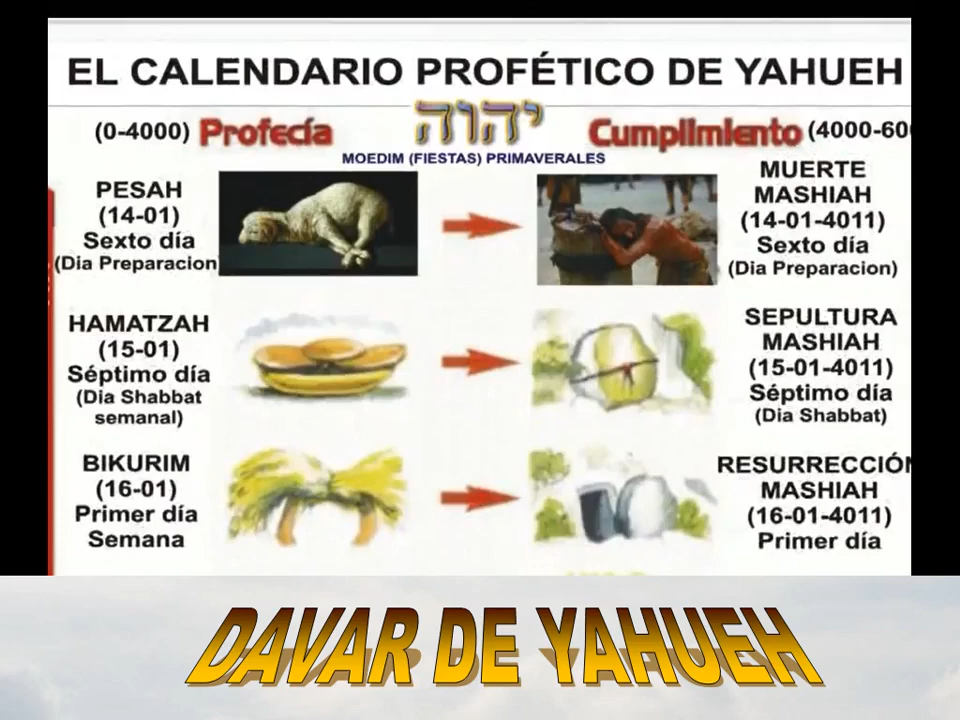 EL CALENDARIO PROFÉTICO DE YAHUEH
(0-4000) Profecía
יהוה
Cumplimiento (4000-60
MOEDIM (FIESTAS) PRIMAVERALES
PESAH
(14-01)
Sexto día
(Dia Preparacion
MUERTE
MASHIAH
(14-01-4011)
Sexto día
(Dia Preparacion)
HAMATZAH
(15-01)
Séptimo día
(Dia Shabbat
semanal)
SEPULTURA
MASHIAH
(15-01-4011)
Séptimo día
(Dia Shabbat)
BIKURIM
(16-01)
Primer día
Semana
RESURRECCIÓN
MASHIAH
(16-01-4011)
Primer día
DAVAR DE YAHUEH